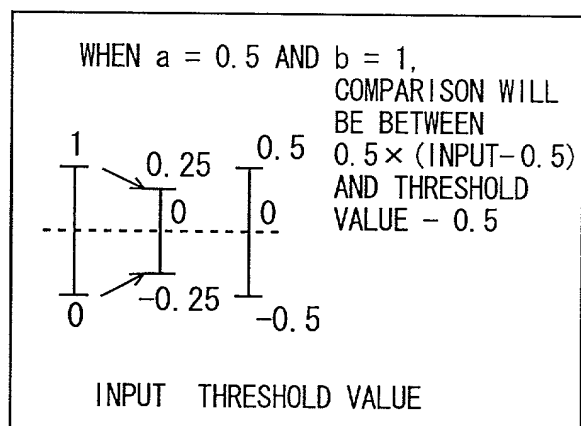 WHEN a = 0.5 AND b = 1,
COMPARISON WILL
BE BETWEEN
0.5×(INPUT-0.5)
AND THRESHOLD
VALUE - 0.5
1
0.25
0.5
0
0
0
-0.25
-0.5
INPUT THRESHOLD VALUE